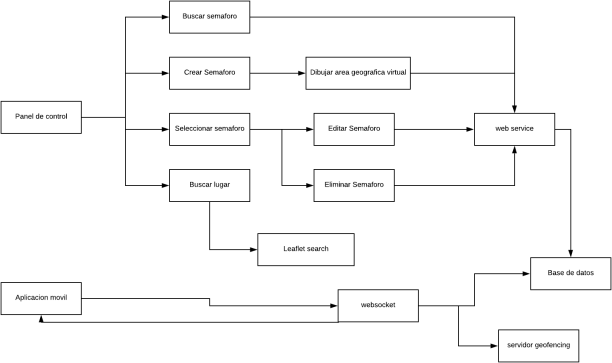 Buscar semaforo
Crear Semaforo
Dibujar area geografica virtual
Panel de control
Seleccionar semaforo
Editar Semaforo
web service
Buscar lugar
Eliminar Semaforo
Leaflet search
Base de datos
Aplicacion movil
websocket
servidor geofencing